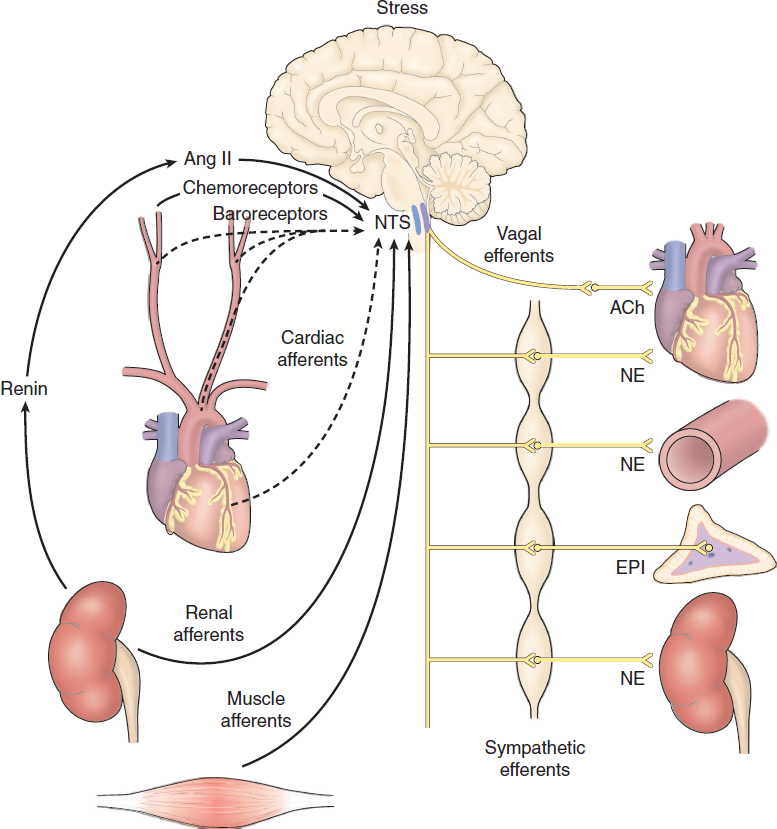 Stress
Ang II
Chemoreceptors
Baroreceptors
NTS
Vagal
efferents
ACh
Cardiac
afferents
NE
Renin
NE
EPI
Renal
afferents
NE
Muscle
afferents
Sympathetic
efferents